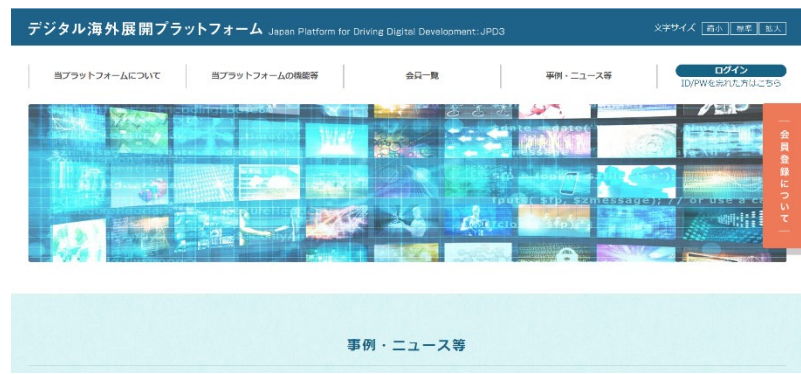 デジタル海外展開プラットフォーム Japan Platform for Driving Digital Development:JPD3
文字サイズ 縮小 標準 拡大
当プラットフォームについて 当プラットフォームの機能等 会員一覧 事例・ニュース等 ログイン
ID/PWを忘れた方はこちら
会員登録について
事例・ニュース等